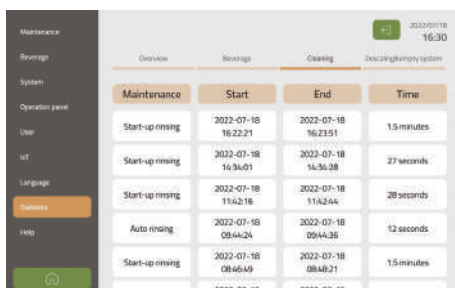 Maintenance
Beverage
System
Operation panel
User
IoT
Language
Statistics
Help
2022/07/18
16:30
Overview
Beverage
Cleaning
Descaling&empty system
Maintenance
Start
End
Time
Start-up rinsing
2022-07-18
16:22:21
2022-07-18
16:23:51
1.5 minutes
Start-up rinsing
2022-07-18
14:34:01
2022-07-18
14:34:28
27 seconds
Start-up rinsing
2022-07-18
11:42:16
2022-07-18
11:42:44
28 seconds
Auto rinsing
2022-07-18
09:44:24
2022-07-18
09:44:36
12 seconds
Start-up rinsing
2022-07-18
08:46:49
2022-07-18
08:48:21
1.5 minutes